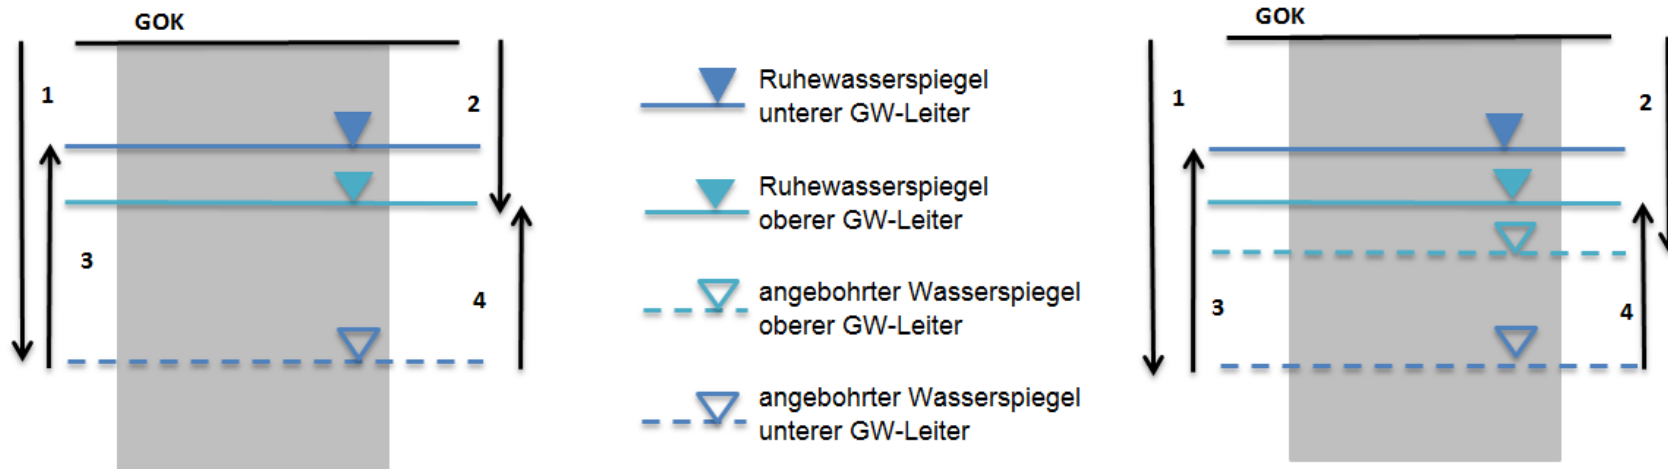 GOK
1
2
3
4
Ruhewasserspiegel
unterer GW-Leiter
Ruhewasserspiegel
oberer GW-Leiter
angebohrter Wasserspiegel
oberer GW-Leiter
angebohrter Wasserspiegel
unterer GW-Leiter
GOK
1
2
3
4